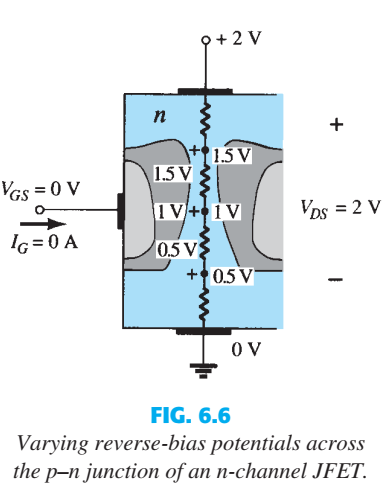 + 2 V
n
+
+ 1.5 V
1.5 V
V_GS = 0 V
1 V + 1 V
V_DS = 2 V
I_G = 0 A
0.5 V
+ 0.5 V
–
0 V
FIG. 6.6
Varying reverse-bias potentials across
the p–n junction of an n-channel JFET.